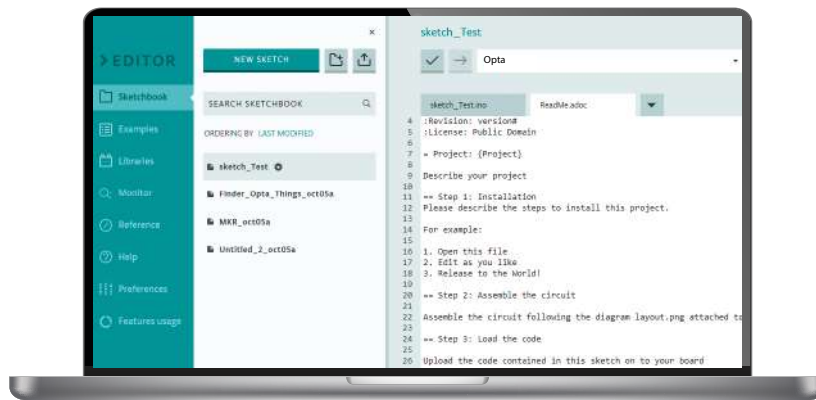 ×
sketch_Test
>EDITOR
NEW SKETCH
Opta
Sketchbook
SEARCH SKETCHBOOK
sketch_Test.ino
ReadMe.adoc
Examples
ORDERING BY LAST MODIFIED
Libraries
sketch_Test
Monitor
Finder_Opta_Things_oct05a
Reference
MKR_oct05a
Help
Untitled_2_oct05a
Preferences
Features usage
4 :Revision: version#
5 :License: Public Domain
6
7 = Project: {Project}
8
9 Describe your project
10
11 == Step 1: Installation
12 Please describe the steps to install this project.
13
14 For example:
15
16 1. Open this file
17 2. Edit as you like
18 3. Release to the World!
19
20 == Step 2: Assemble the circuit
21
22 Assemble the circuit following the diagram layout.png attached to
23
24 == Step 3: Load the code
25
26 Upload the code contained in this sketch on to your board